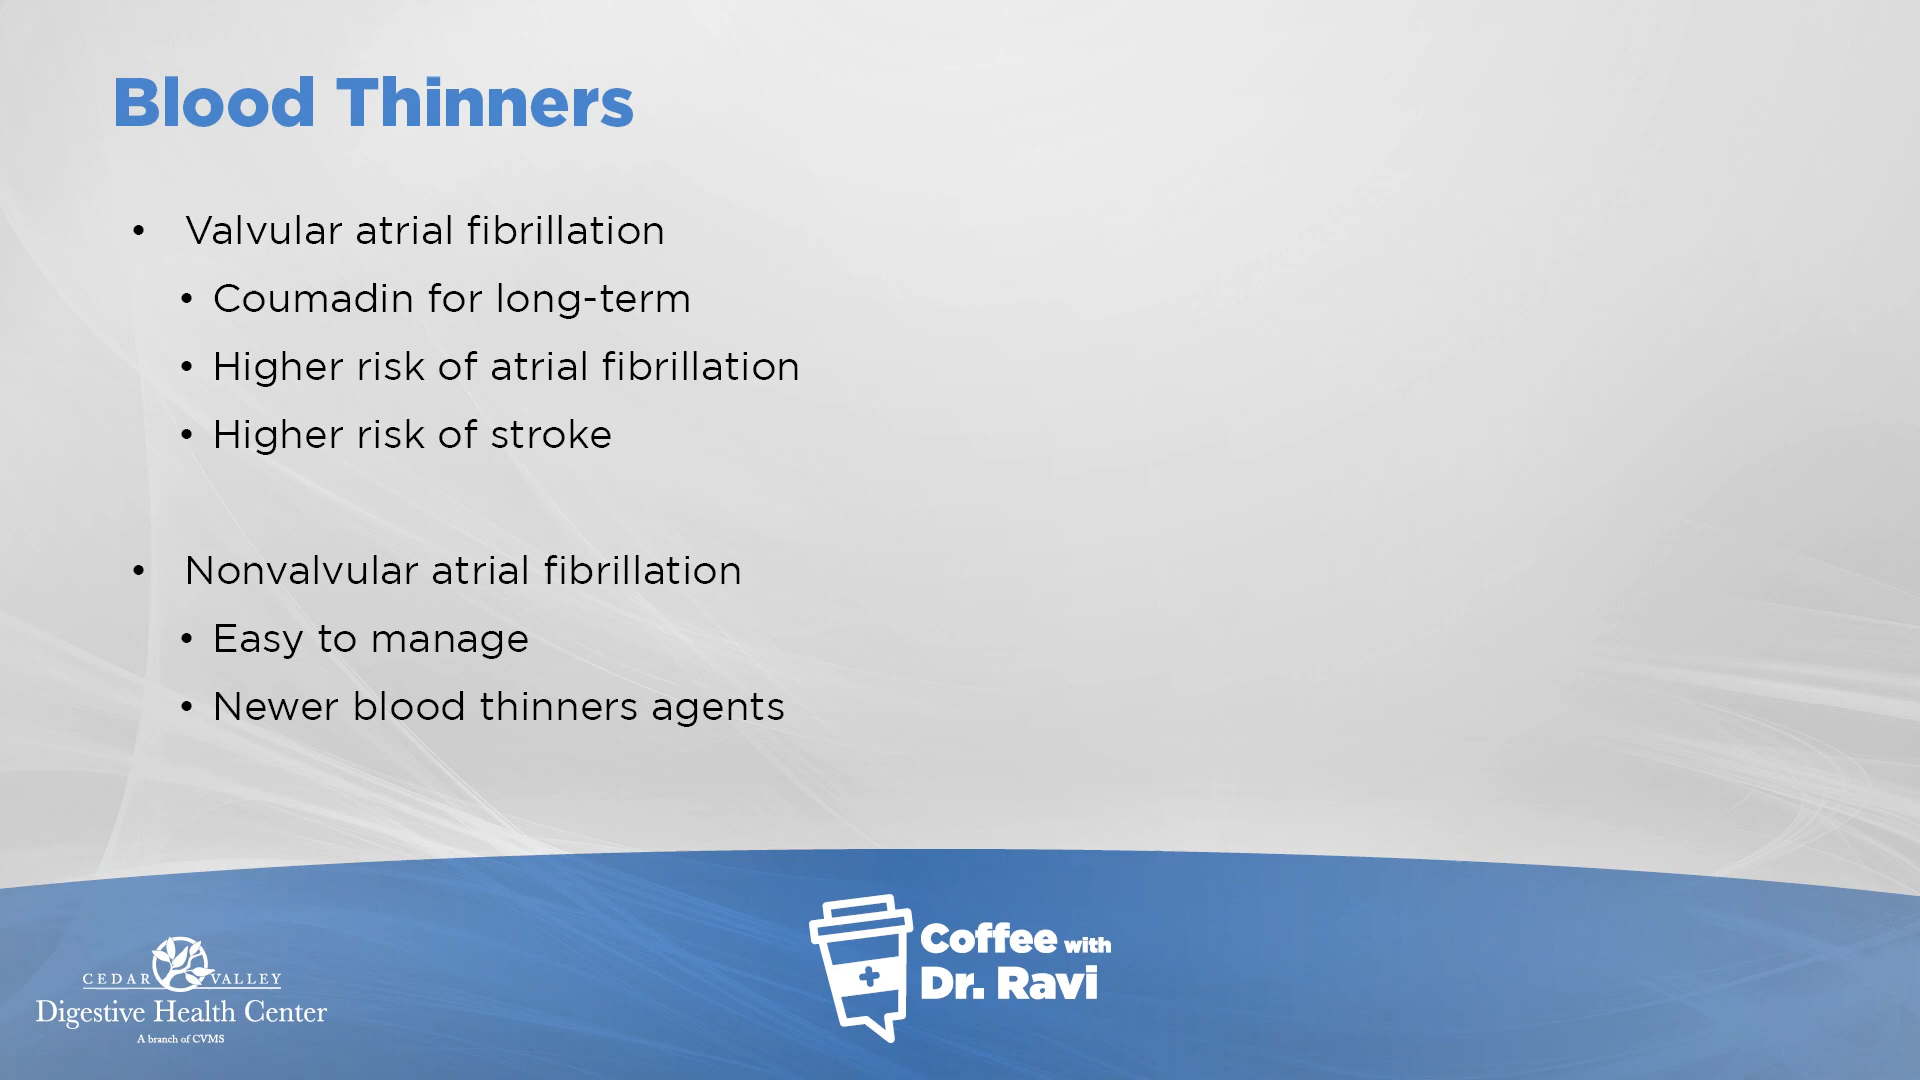 Blood Thinners
• Valvular atrial fibrillation
• Coumadin for long-term
• Higher risk of atrial fibrillation
• Higher risk of stroke
• Nonvalvular atrial fibrillation
• Easy to manage
• Newer blood thinners agents
CEDAR VALLEY
Digestive Health Center
A branch of CVMS
Coffee with
Dr. Ravi